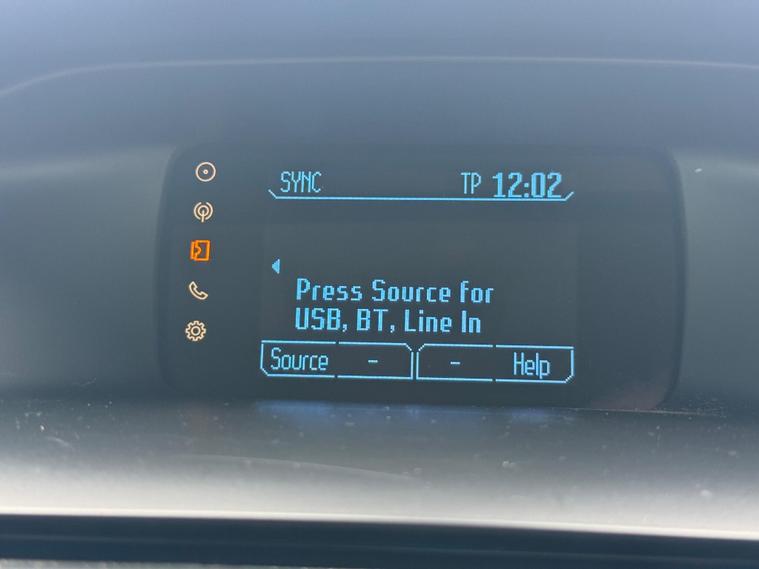 SYNC TP 12:02
Press Source for
USB, BT, Line In
Source - - Help